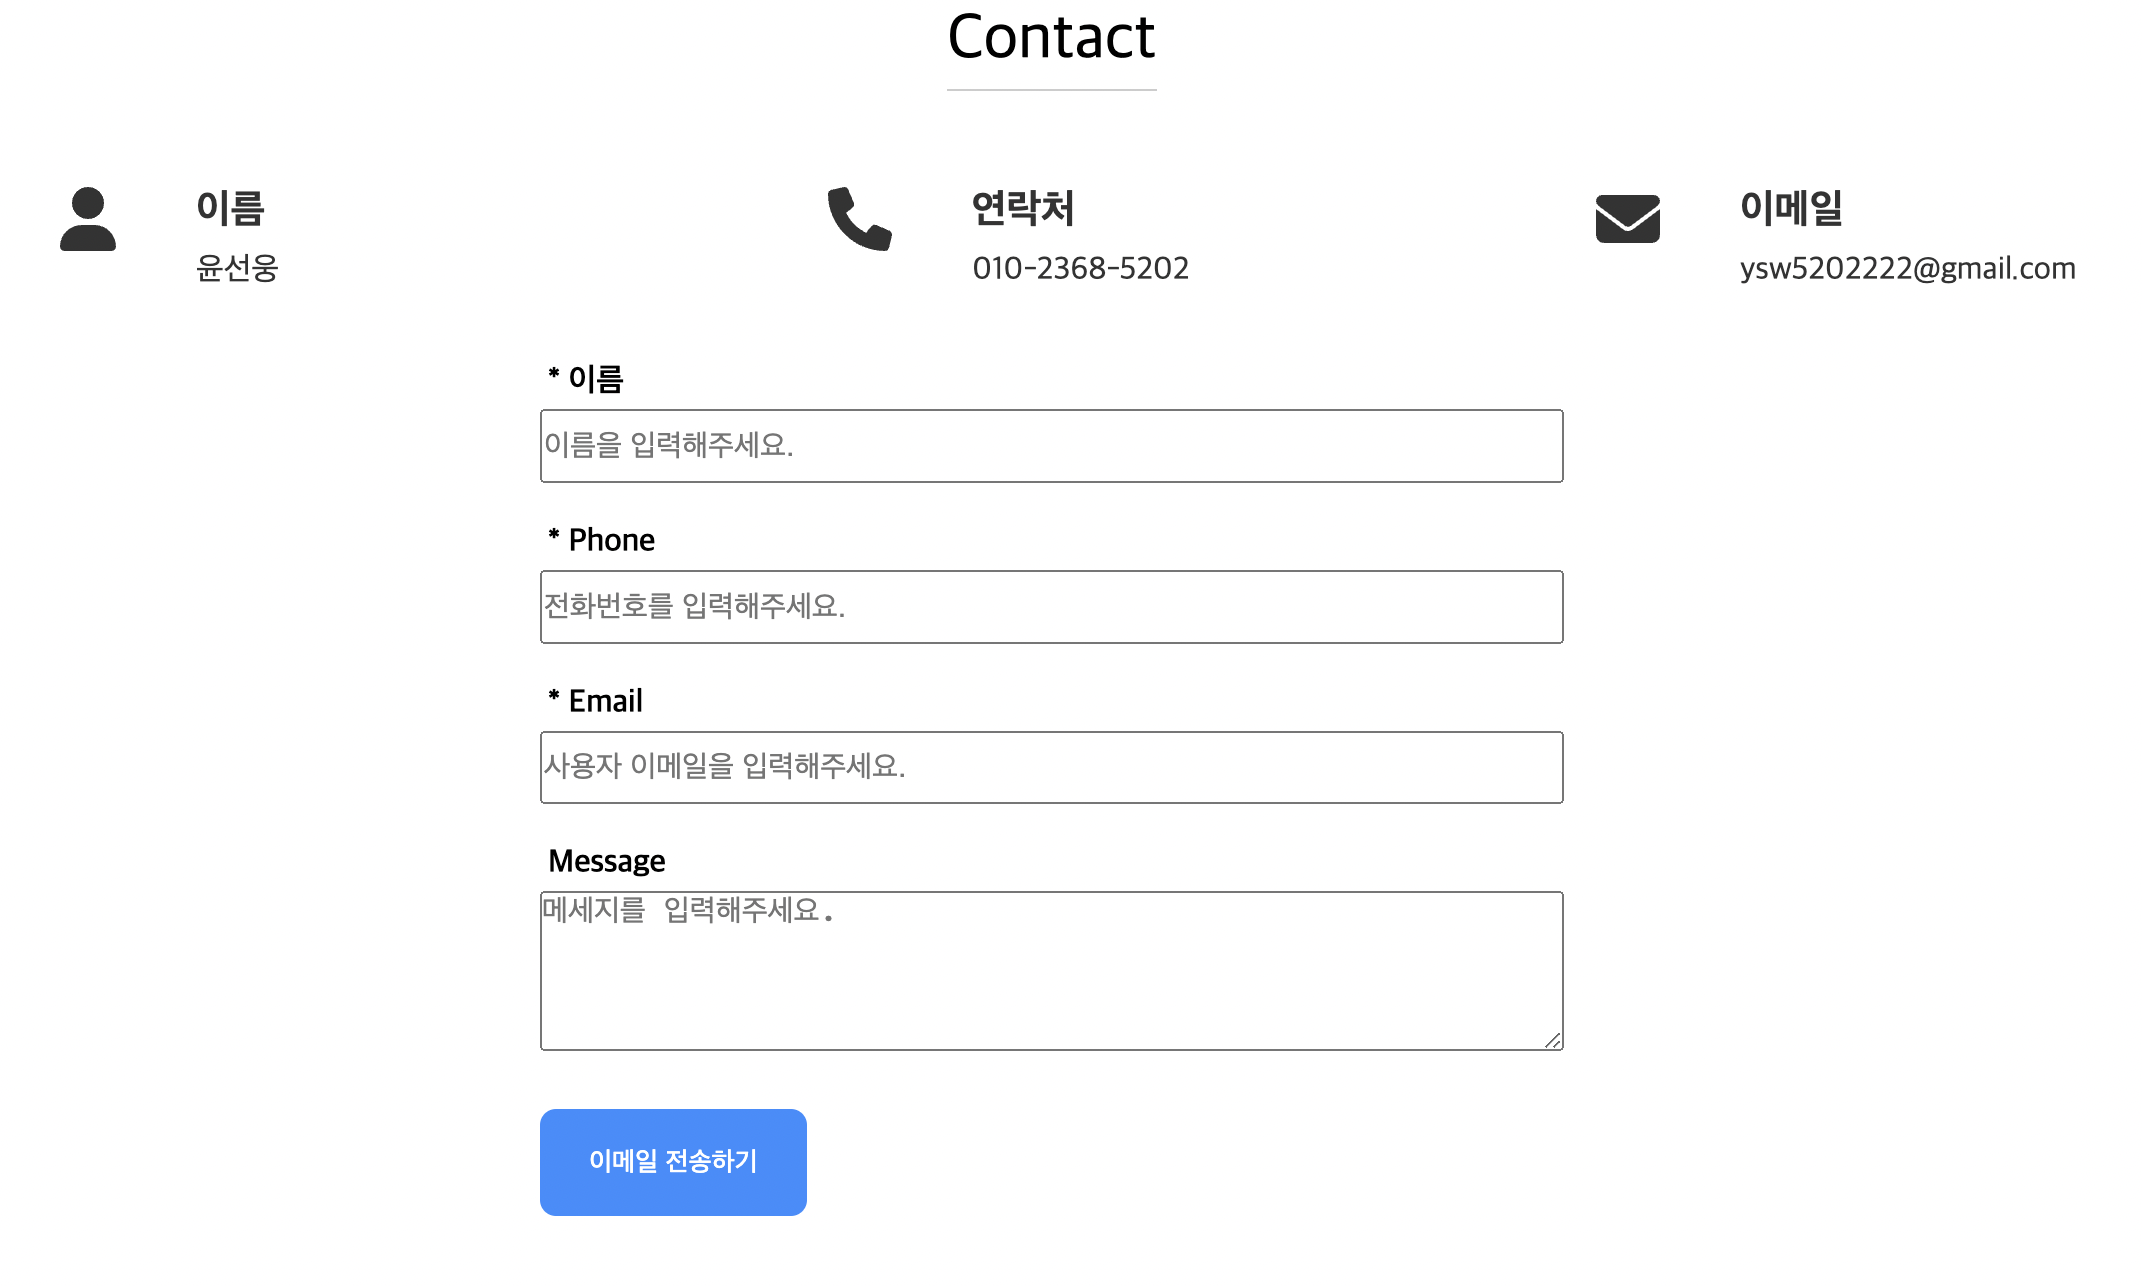 Contact
이름
윤선웅
연락처
010-2368-5202
이메일
ysw5202222@gmail.com
* 이름
이름을 입력해주세요.
* Phone
전화번호를 입력해주세요.
* Email
사용자 이메일을 입력해주세요.
Message
메세지를 입력해주세요.
이메일 전송하기